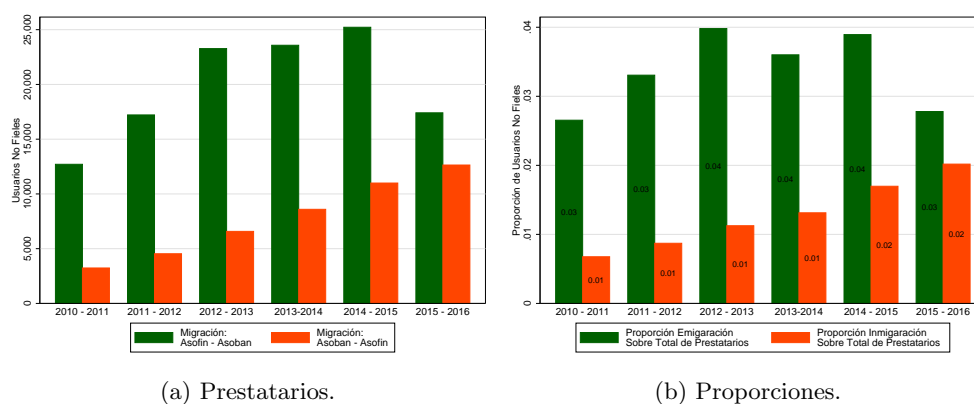 Usuarios No Fieles
25,000
20,000
15,000
10,000
5,000
0
2010 - 2011
2011 - 2012
2012 - 2013
2013-2014
2014 - 2015
2015 - 2016
Migración:
Asofin - Asoban
Migración:
Asoban - Asofin
(a) Prestatarios.
Proporción de Usuarios No Fieles
.04
.03
.02
.01
0
0.03
0.01
0.03
0.01
0.04
0.01
0.04
0.01
0.04
0.02
0.03
0.02
2010 - 2011
2011 - 2012
2012 - 2013
2013-2014
2014 - 2015
2015 - 2016
Proporción Emigaración
Sobre Total de Prestatarios
Proporción Inmigaración
Sobre Total de Prestatarios
(b) Proporciones.